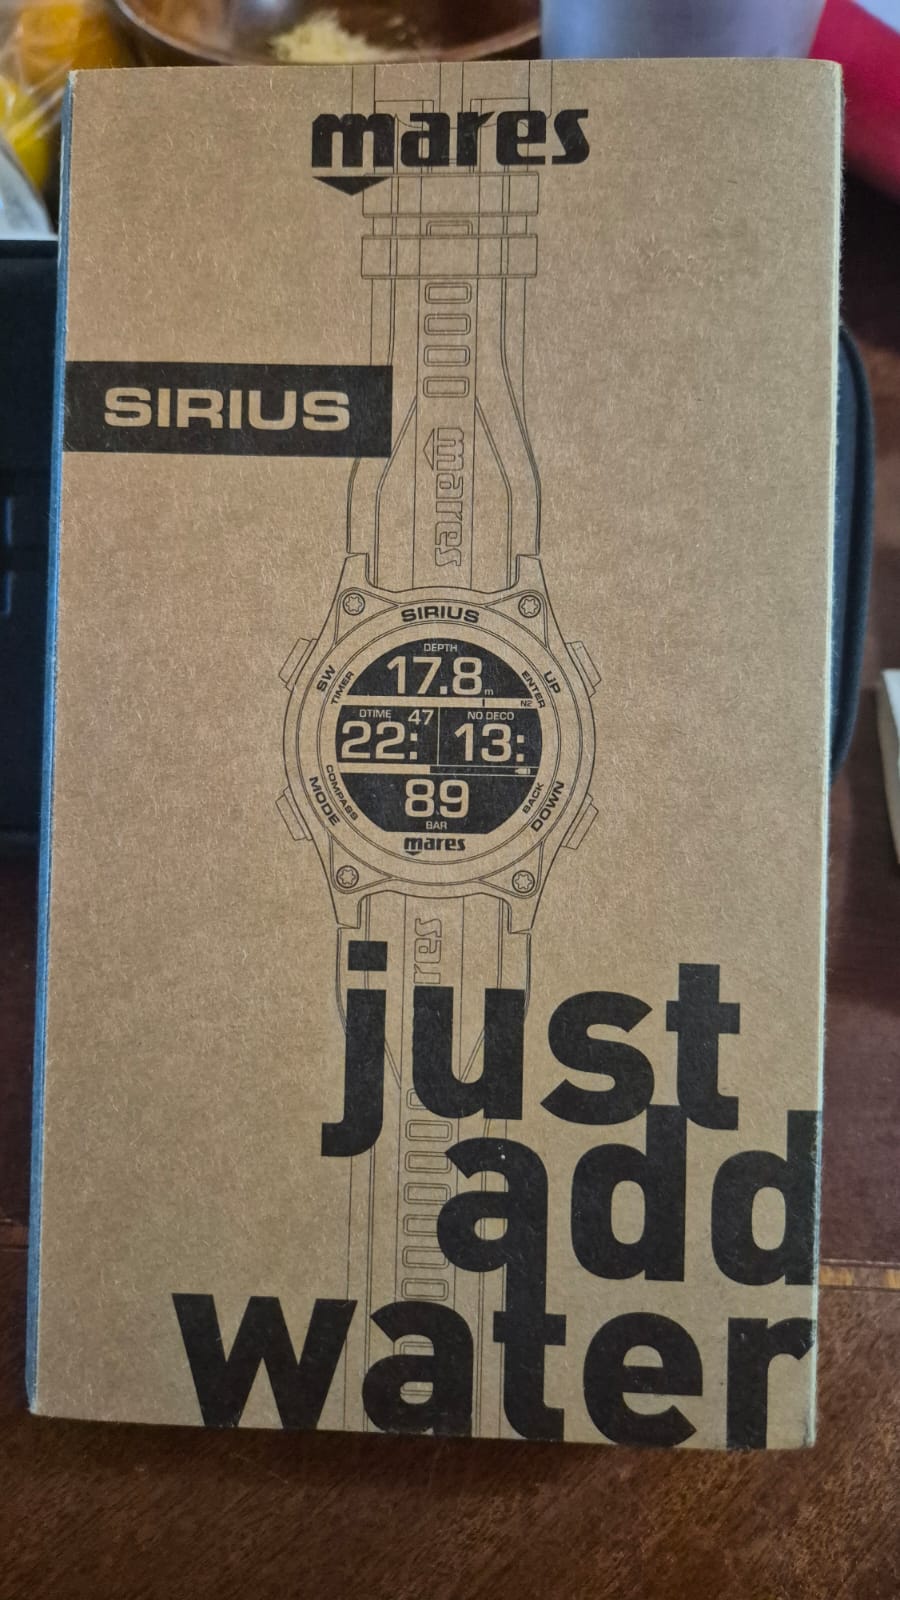 mares
SIRIUS
mares
SIRIUS
SW
TIMER
UP
ENTER
DEPTH
17.8m
N2
DTIME 47 NO DECO
22: 13:
89
BAR
MODE
COMPASS
BACK
DOWN
mares
mares
just
add
water